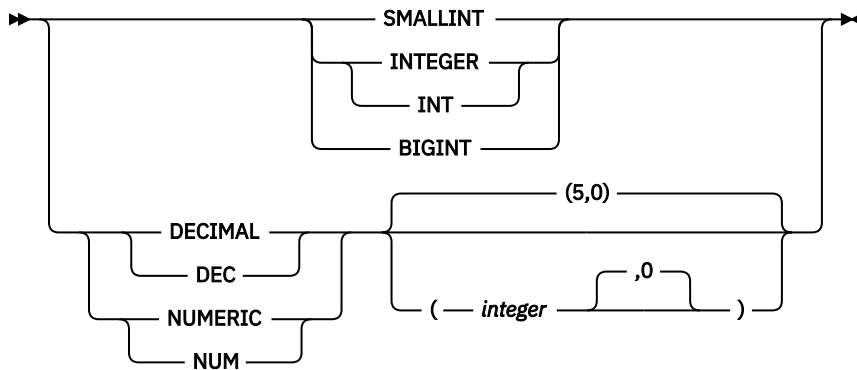 SMALLINT
INTEGER
INT
BIGINT
(5,0)
DECIMAL
DEC
,0
( integer )
NUMERIC
NUM